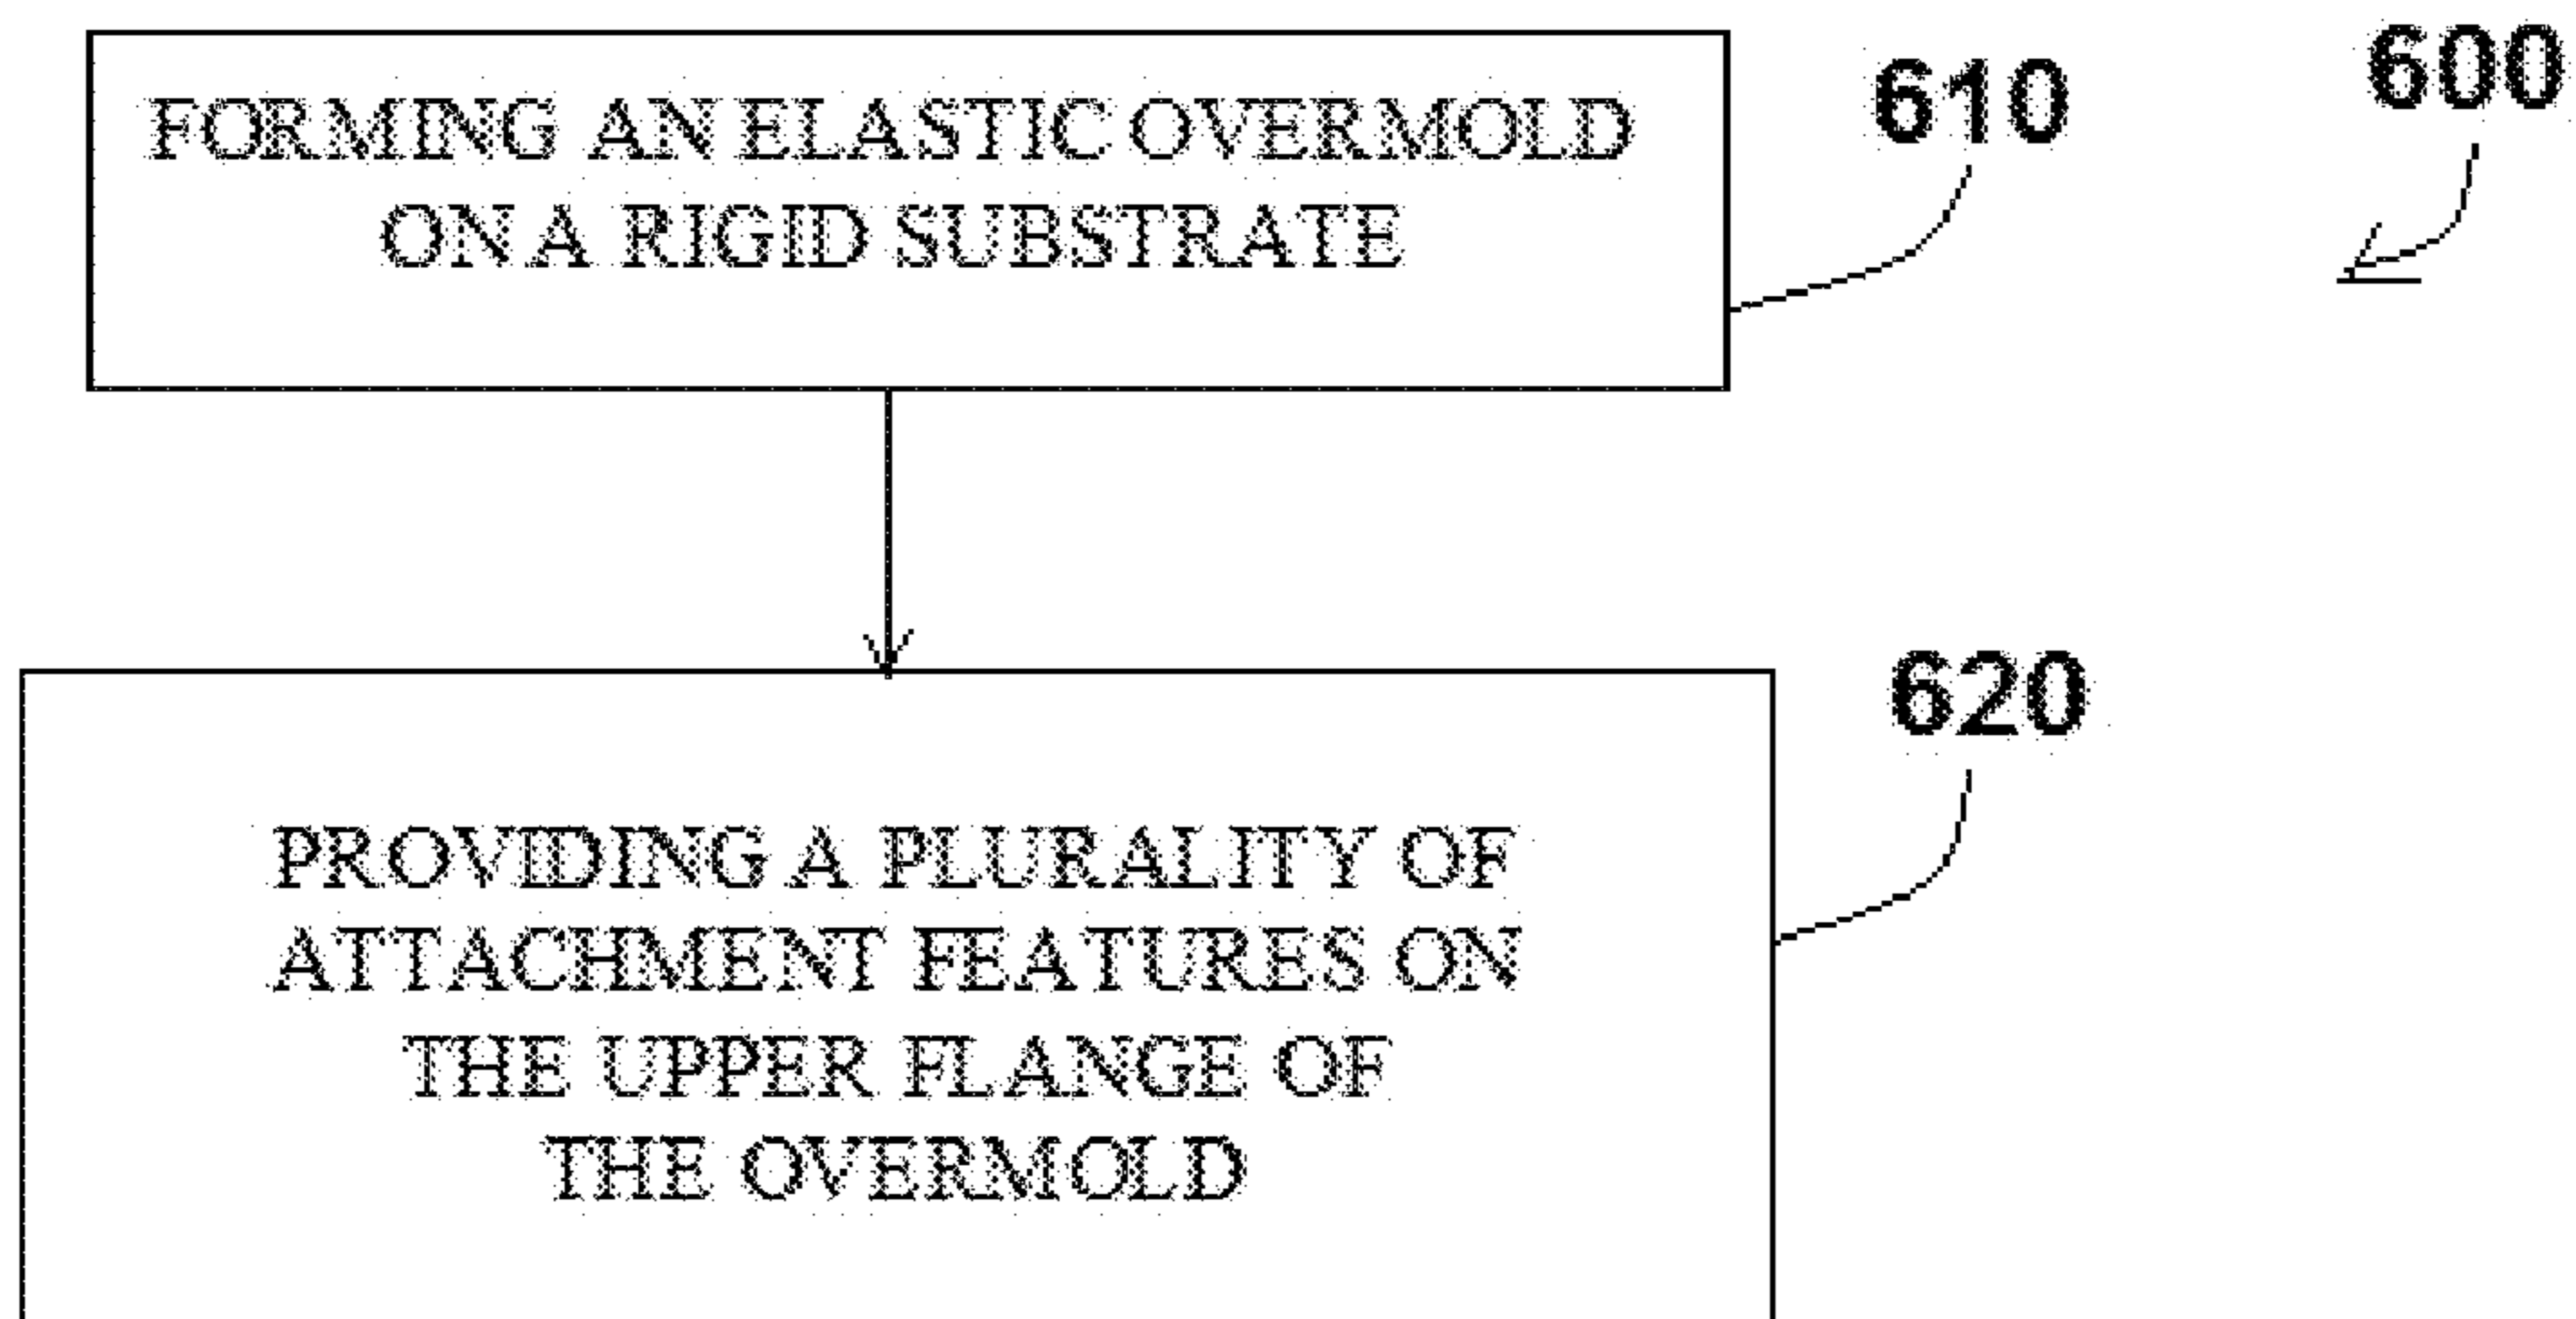 600
610
FORMING AN ELASTIC OVERMOLD
ON A RIGID SUBSTRATE
620
PROVIDING A PLURALITY OF
ATTACHMENT FEATURES ON
THE UPPER FLANGE OF
THE OVERMOLD